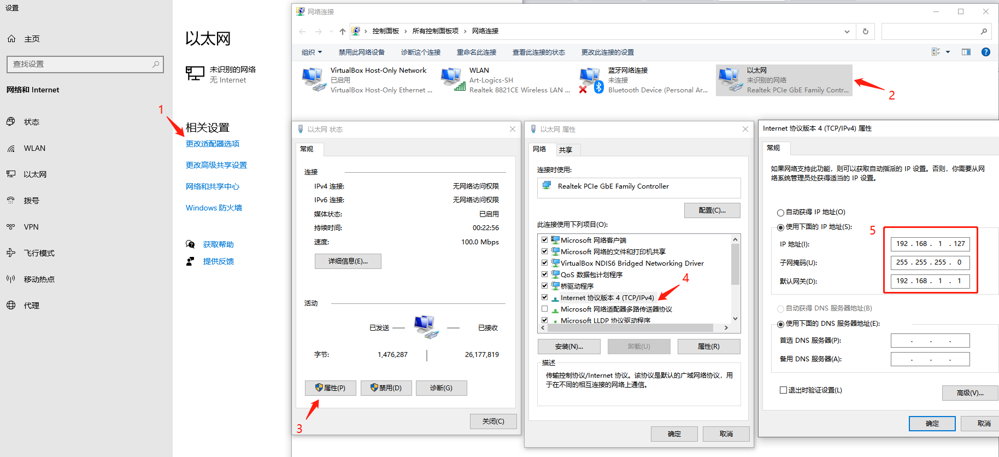 设置
主页
查找设置
网络和 Internet
状态
WLAN
以太网
拨号
VPN
飞行模式
移动热点
代理
以太网
未识别的网络
无 Internet
1
相关设置
更改适配器选项
更改高级共享设置
网络和共享中心
Windows 防火墙
获取帮助
提供反馈
网络连接
控制面板 › 所有控制面板项 › 网络连接
组织 禁用此网络设备 诊断这个连接 重命名此连接 查看此连接的状态 更改此连接的设置
VirtualBox Host-Only Network
已启用
VirtualBox Host-Only Ethernet ...
WLAN
Art-Logics-SH
Realtek 8821CE Wireless LAN ...
蓝牙网络连接
未连接
Bluetooth Device (Personal Ar...
以太网
未识别的网络
Realtek PCIe GbE Family Contr...
2
以太网 状态
常规
连接
IPv4 连接: 无网络访问权限
IPv6 连接: 无网络访问权限
媒体状态: 已启用
持续时间: 00:22:56
速度: 100.0 Mbps
详细信息(E)...
活动
已发送 — — 已接收
字节: 1,476,287 26,177,819
属性(P) 禁用(D) 诊断(G)
3
关闭(C)
以太网 属性
网络 共享
连接时使用:
Realtek PCIe GbE Family Controller
配置(C)...
此连接使用下列项目(O):
Microsoft 网络客户端
Microsoft 网络的文件和打印机共享
VirtualBox NDIS6 Bridged Networking Driver
QoS 数据包计划程序
桥驱动程序
Internet 协议版本 4 (TCP/IPv4)
Microsoft 网络适配器多路传送器协议
Microsoft LLDP 协议驱动程序
4
安装(N)... 卸载(U) 属性(R)
描述
传输控制协议/Internet 协议。该协议是默认的广域网络协议，用
于在不同的相互连接的网络上通信。
确定 取消
Internet 协议版本 4 (TCP/IPv4) 属性
常规
如果网络支持此功能，则可以获取自动指派的 IP 设置。否则，你需要从网
络系统管理员处获得适当的 IP 设置。
自动获得 IP 地址(O)
使用下面的 IP 地址(S):
5
IP 地址(I): 192 . 168 . 1 . 127
子网掩码(U): 255 . 255 . 255 . 0
默认网关(D): 192 . 168 . 1 . 1
自动获得 DNS 服务器地址(B)
使用下面的 DNS 服务器地址(E):
首选 DNS 服务器(P): . . .
备用 DNS 服务器(A): . . .
退出时验证设置(L)
高级(V)...
确定 取消